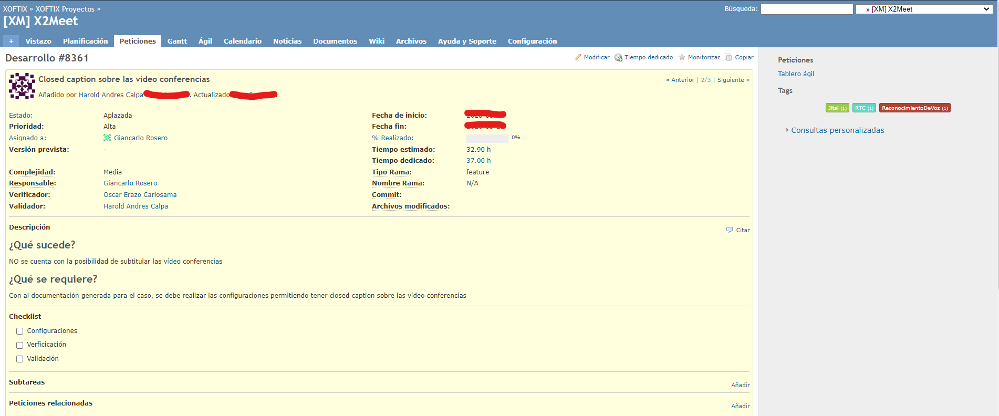 XOFTIX » XOFTIX Proyectos »
Búsqueda:
» [XM] X2Meet
[XM] X2Meet
+ Vistazo Planificación Peticiones Gantt Ágil Calendario Noticias Documentos Wiki Archivos Ayuda y Soporte Configuración
Desarrollo #8361
Modificar Tiempo dedicado Monitorizar Copiar
Closed caption sobre las vídeo conferencias
« Anterior | 2/3 | Siguiente »
Añadido por Harold Andres Calpa . Actualizado
Estado: Aplazada
Fecha de inicio:
Prioridad: Alta
Fecha fin:
Asignado a: Giancarlo Rosero
% Realizado: 0%
Versión prevista: -
Tiempo estimado: 32.90 h
Tiempo dedicado: 37.00 h
Complejidad: Media
Tipo Rama: feature
Responsable: Giancarlo Rosero
Nombre Rama: N/A
Verificador: Oscar Erazo Carlosama
Commit:
Validador: Harold Andres Calpa
Archivos modificados:
Descripción
Citar
¿Qué sucede?
NO se cuenta con la posibilidad de subtitular las vídeo conferencias
¿Qué se requiere?
Con al documentación generada para el caso, se debe realizar las configuraciones permitiendo tener closed caption sobre las vídeo conferencias
Checklist
Configuraciones
Verficicación
Validación
Subtareas
Añadir
Peticiones relacionadas
Añadir
Peticiones
Tablero ágil
Tags
Jitsi (1) RTC (1) ReconocimientoDeVoz (1)
Consultas personalizadas